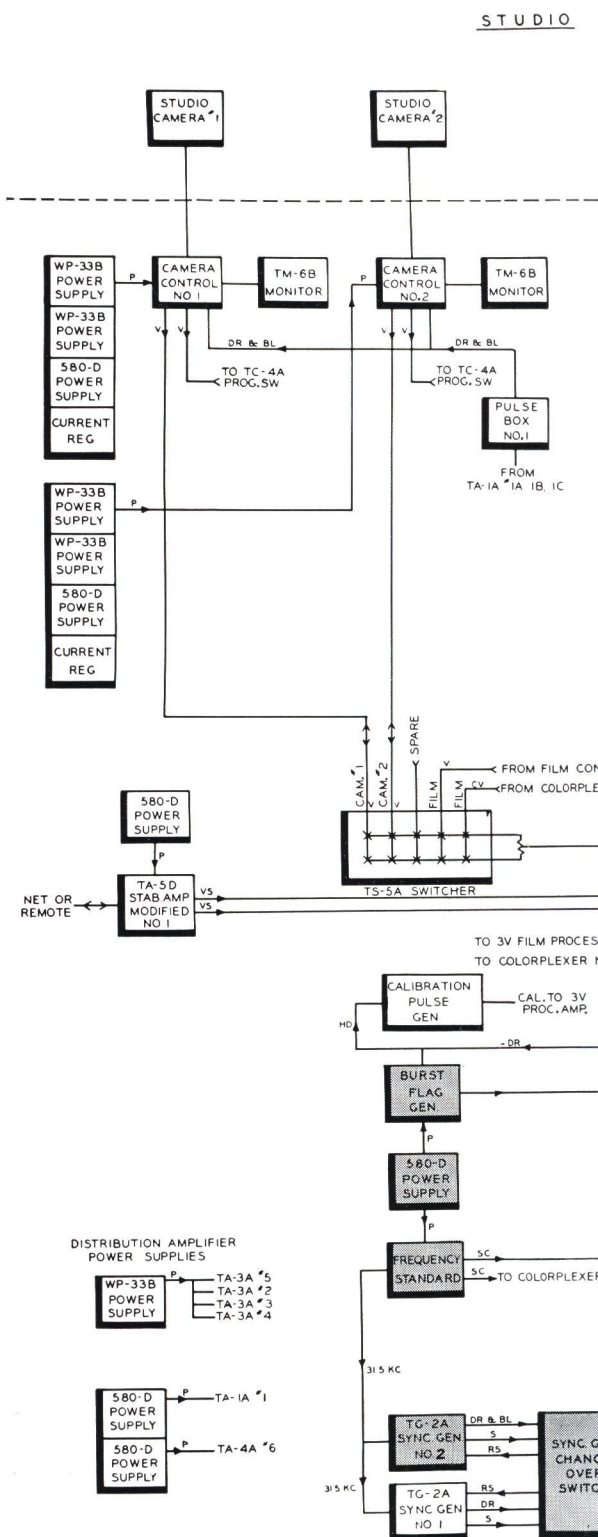 STUDIO
STUDIO
CAMERA #1
STUDIO
CAMERA #2
WP-33B
POWER
SUPPLY
WP-33B
POWER
SUPPLY
580-D
POWER
SUPPLY
CURRENT
REG
P
CAMERA
CONTROL
NO 1
TM-6B
MONITOR
P
CAMERA
CONTROL
NO.2
TM-6B
MONITOR
V
V
DR & BL
V
V
DR & BL
TO TC-4A
PROG.SW
TO TC-4A
PROG.SW
PULSE
BOX
NO.1
FROM
TA-1A #1A 1B, 1C
WP-33B
POWER
SUPPLY
WP-33B
POWER
SUPPLY
580-D
POWER
SUPPLY
CURRENT
REG
P
CAM.#1
V
CAM.#2
V
SPARE
FILM
V
FILM
CV
FROM FILM CON
FROM COLORPLE
TS-5A SWITCHER
580-D
POWER
SUPPLY
P
NET OR
REMOTE
TA-5D
STAB.AMP
MODIFIED
NO 1
VS
VS
TO 3V FILM PROCES
TO COLORPLEXER N
CALIBRATION
PULSE
GEN
CAL.TO 3V
PROC.AMP,
HD
-DR
BURST
FLAG
GEN.
P
580-D
POWER
SUPPLY
P
FREQUENCY
STANDARD
SC
SC
TO COLORPLEXER
DISTRIBUTION AMPLIFIER
POWER SUPPLIES
WP-33B
POWER
SUPPLY
P
TA-3A #5
TA-3A #2
TA-3A #3
TA-3A #4
580-D
POWER
SUPPLY
P
TA-1A #1
580-D
POWER
SUPPLY
P
TA-4A #6
31.5 KC
31.5 KC
TG-2A
SYNC GEN
NO.2
DR & BL
S
RS
TG-2A
SYNC GEN
NO 1
RS
DR
S
SYNC G
CHANG
OVER
SWITC